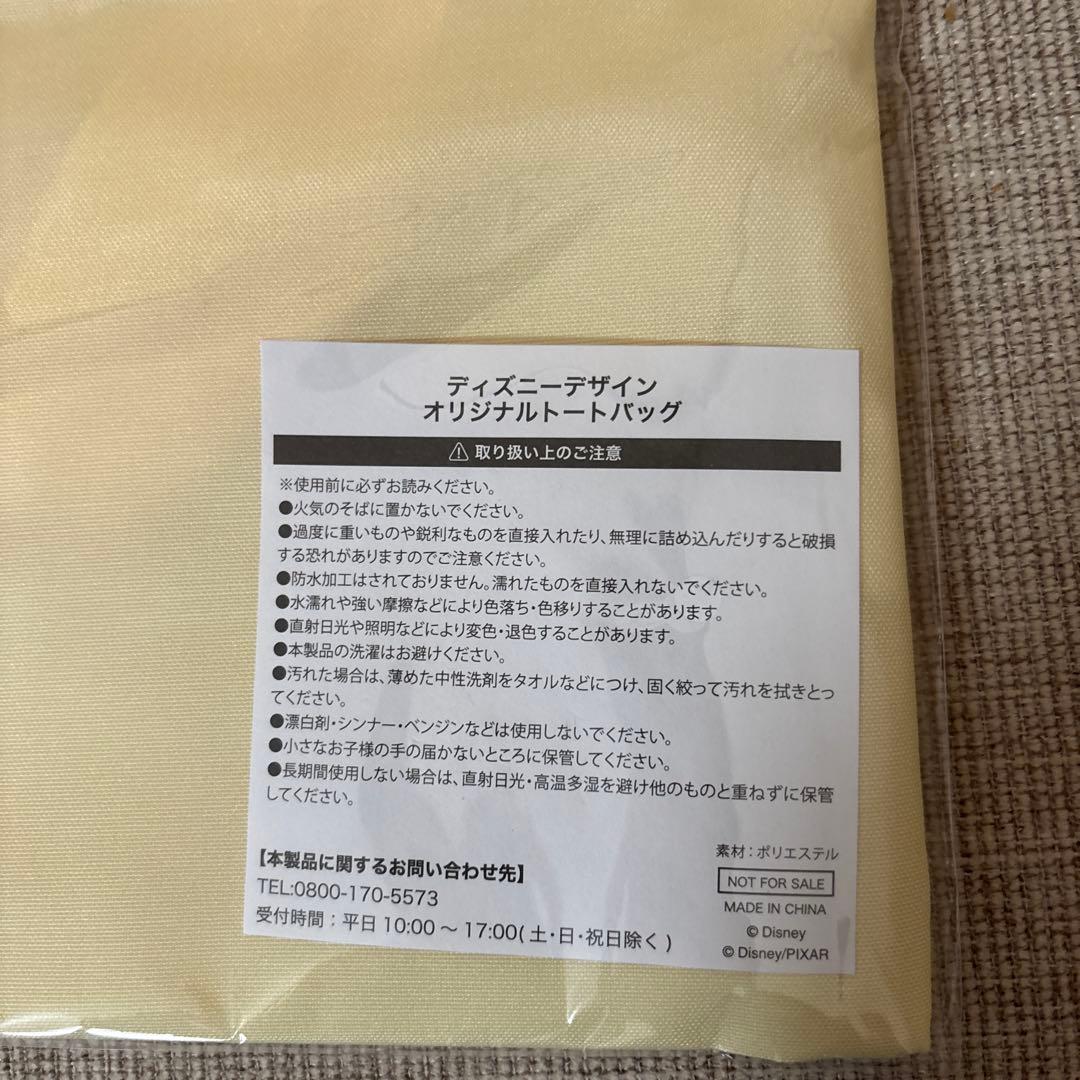 ディズニーデザイン
オリジナルトートバッグ
⚠ 取り扱い上のご注意
※使用前に必ずお読みください。
●火気のそばに置かないでください。
●過度に重いものや鋭利なものを直接入れたり、無理に詰め込んだりすると破損
する恐れがありますのでご注意ください。
●防水加工はされておりません。濡れたものを直接入れないでください。
●水濡れや強い摩擦などにより色落ち・色移りすることがあります。
●直射日光や照明などにより変色・退色することがあります。
●本製品の洗濯はお避けください。
●汚れた場合は、薄めた中性洗剤をタオルなどにつけ、固く絞って汚れを拭きとっ
てください。
●漂白剤・シンナー・ベンジンなどは使用しないでください。
●小さなお子様の手の届かないところに保管してください。
●長期間使用しない場合は、直射日光・高温多湿を避け他のものと重ねずに保管
してください。
【本製品に関するお問い合わせ先】
TEL:0800-170-5573
受付時間：平日 10:00 ～ 17:00( 土・日・祝日除く )
素材：ポリエステル
NOT FOR SALE
MADE IN CHINA
© Disney
© Disney/PIXAR